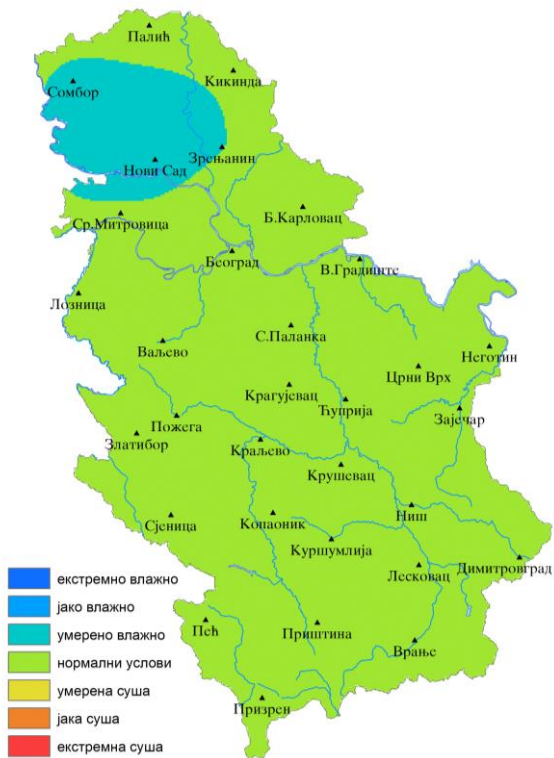 Палић
Кикинда
Сомбор
Зрењанин
Нови Сад
Б.Карловац
Ср.Митровица
Београд
В.Градиште
Лозница
С.Паланка
Ваљево
Неготин
Црни Врх
Крагујевац
Ћуприја
Зајечар
Пожега
Златибор
Краљево
Крушевац
Ниш
Копаоник
Сјеница
Куршумлија
Димитровград
Лесковац
Пећ
Приштина
Врање
Призрен
екстремно влажно
јако влажно
умерено влажно
нормални услови
умерена суша
јака суша
екстремна суша